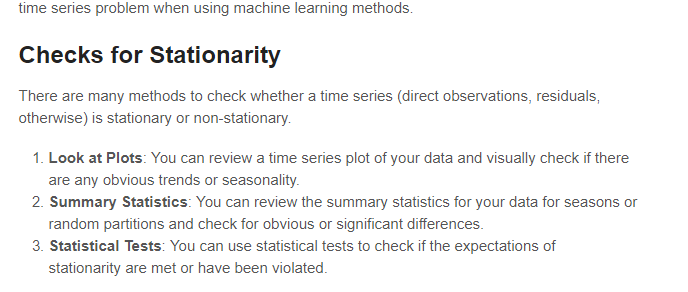 time series problem when using machine learning methods.
Checks for Stationarity
There are many methods to check whether a time series (direct observations, residuals,
otherwise) is stationary or non-stationary.
1. Look at Plots: You can review a time series plot of your data and visually check if there
are any obvious trends or seasonality.
2. Summary Statistics: You can review the summary statistics for your data for seasons or
random partitions and check for obvious or significant differences.
3. Statistical Tests: You can use statistical tests to check if the expectations of
stationarity are met or have been violated.